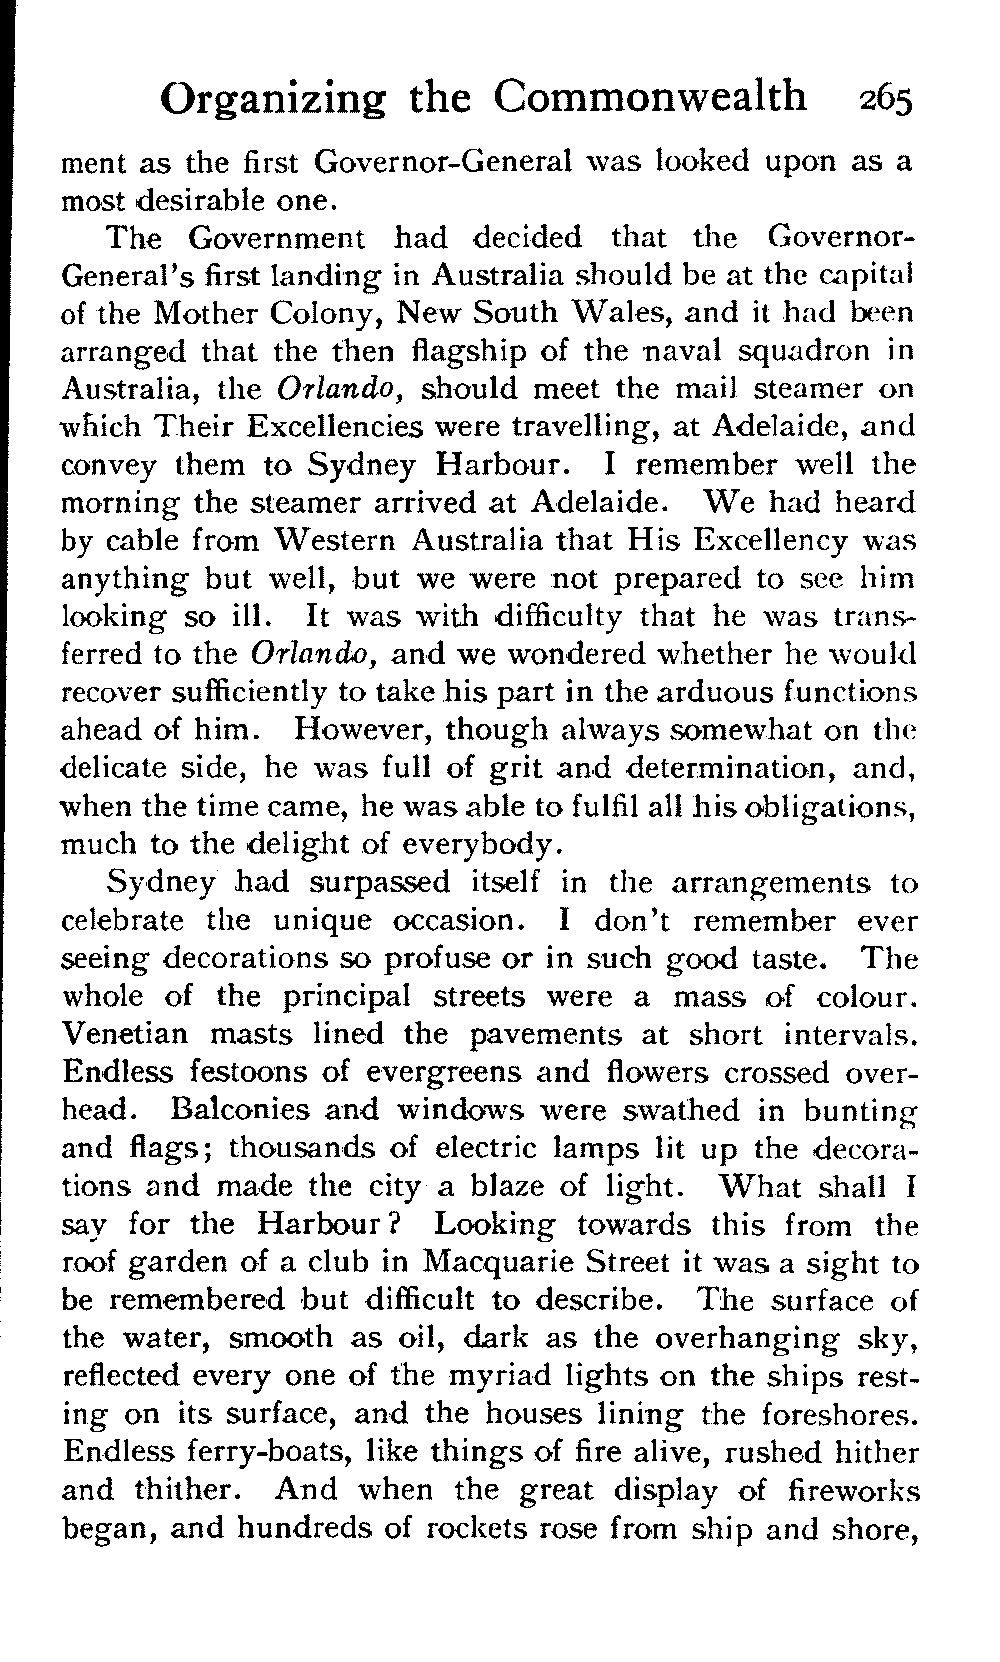 Organizing the Commonwealth 265
ment as the first Governor-General was looked upon as a
most desirable one.
The Government had decided that the Governor-
General's first landing in Australia should be at the capital
of the Mother Colony, New South Wales, and it had been
arranged that the then flagship of the naval squadron in
Australia, the Orlando, should meet the mail steamer on
which Their Excellencies were travelling, at Adelaide, and
convey them to Sydney Harbour. I remember well the
morning the steamer arrived at Adelaide. We had heard
by cable from Western Australia that His Excellency was
anything but well, but we were not prepared to see him
looking so ill. It was with difficulty that he was trans-
ferred to the Orlando, and we wondered whether he would
recover sufficiently to take his part in the arduous functions
ahead of him. However, though always somewhat on the
delicate side, he was full of grit and determination, and,
when the time came, he was able to fulfil all his obligations,
much to the delight of everybody.
Sydney had surpassed itself in the arrangements to
celebrate the unique occasion. I don't remember ever
seeing decorations so profuse or in such good taste. The
whole of the principal streets were a mass of colour.
Venetian masts lined the pavements at short intervals.
Endless festoons of evergreens and flowers crossed over-
head. Balconies and windows were swathed in bunting
and flags; thousands of electric lamps lit up the decora-
tions and made the city a blaze of light. What shall I
say for the Harbour? Looking towards this from the
roof garden of a club in Macquarie Street it was a sight to
be remembered but difficult to describe. The surface of
the water, smooth as oil, dark as the overhanging sky,
reflected every one of the myriad lights on the ships rest-
ing on its surface, and the houses lining the foreshores.
Endless ferry-boats, like things of fire alive, rushed hither
and thither. And when the great display of fireworks
began, and hundreds of rockets rose from ship and shore,